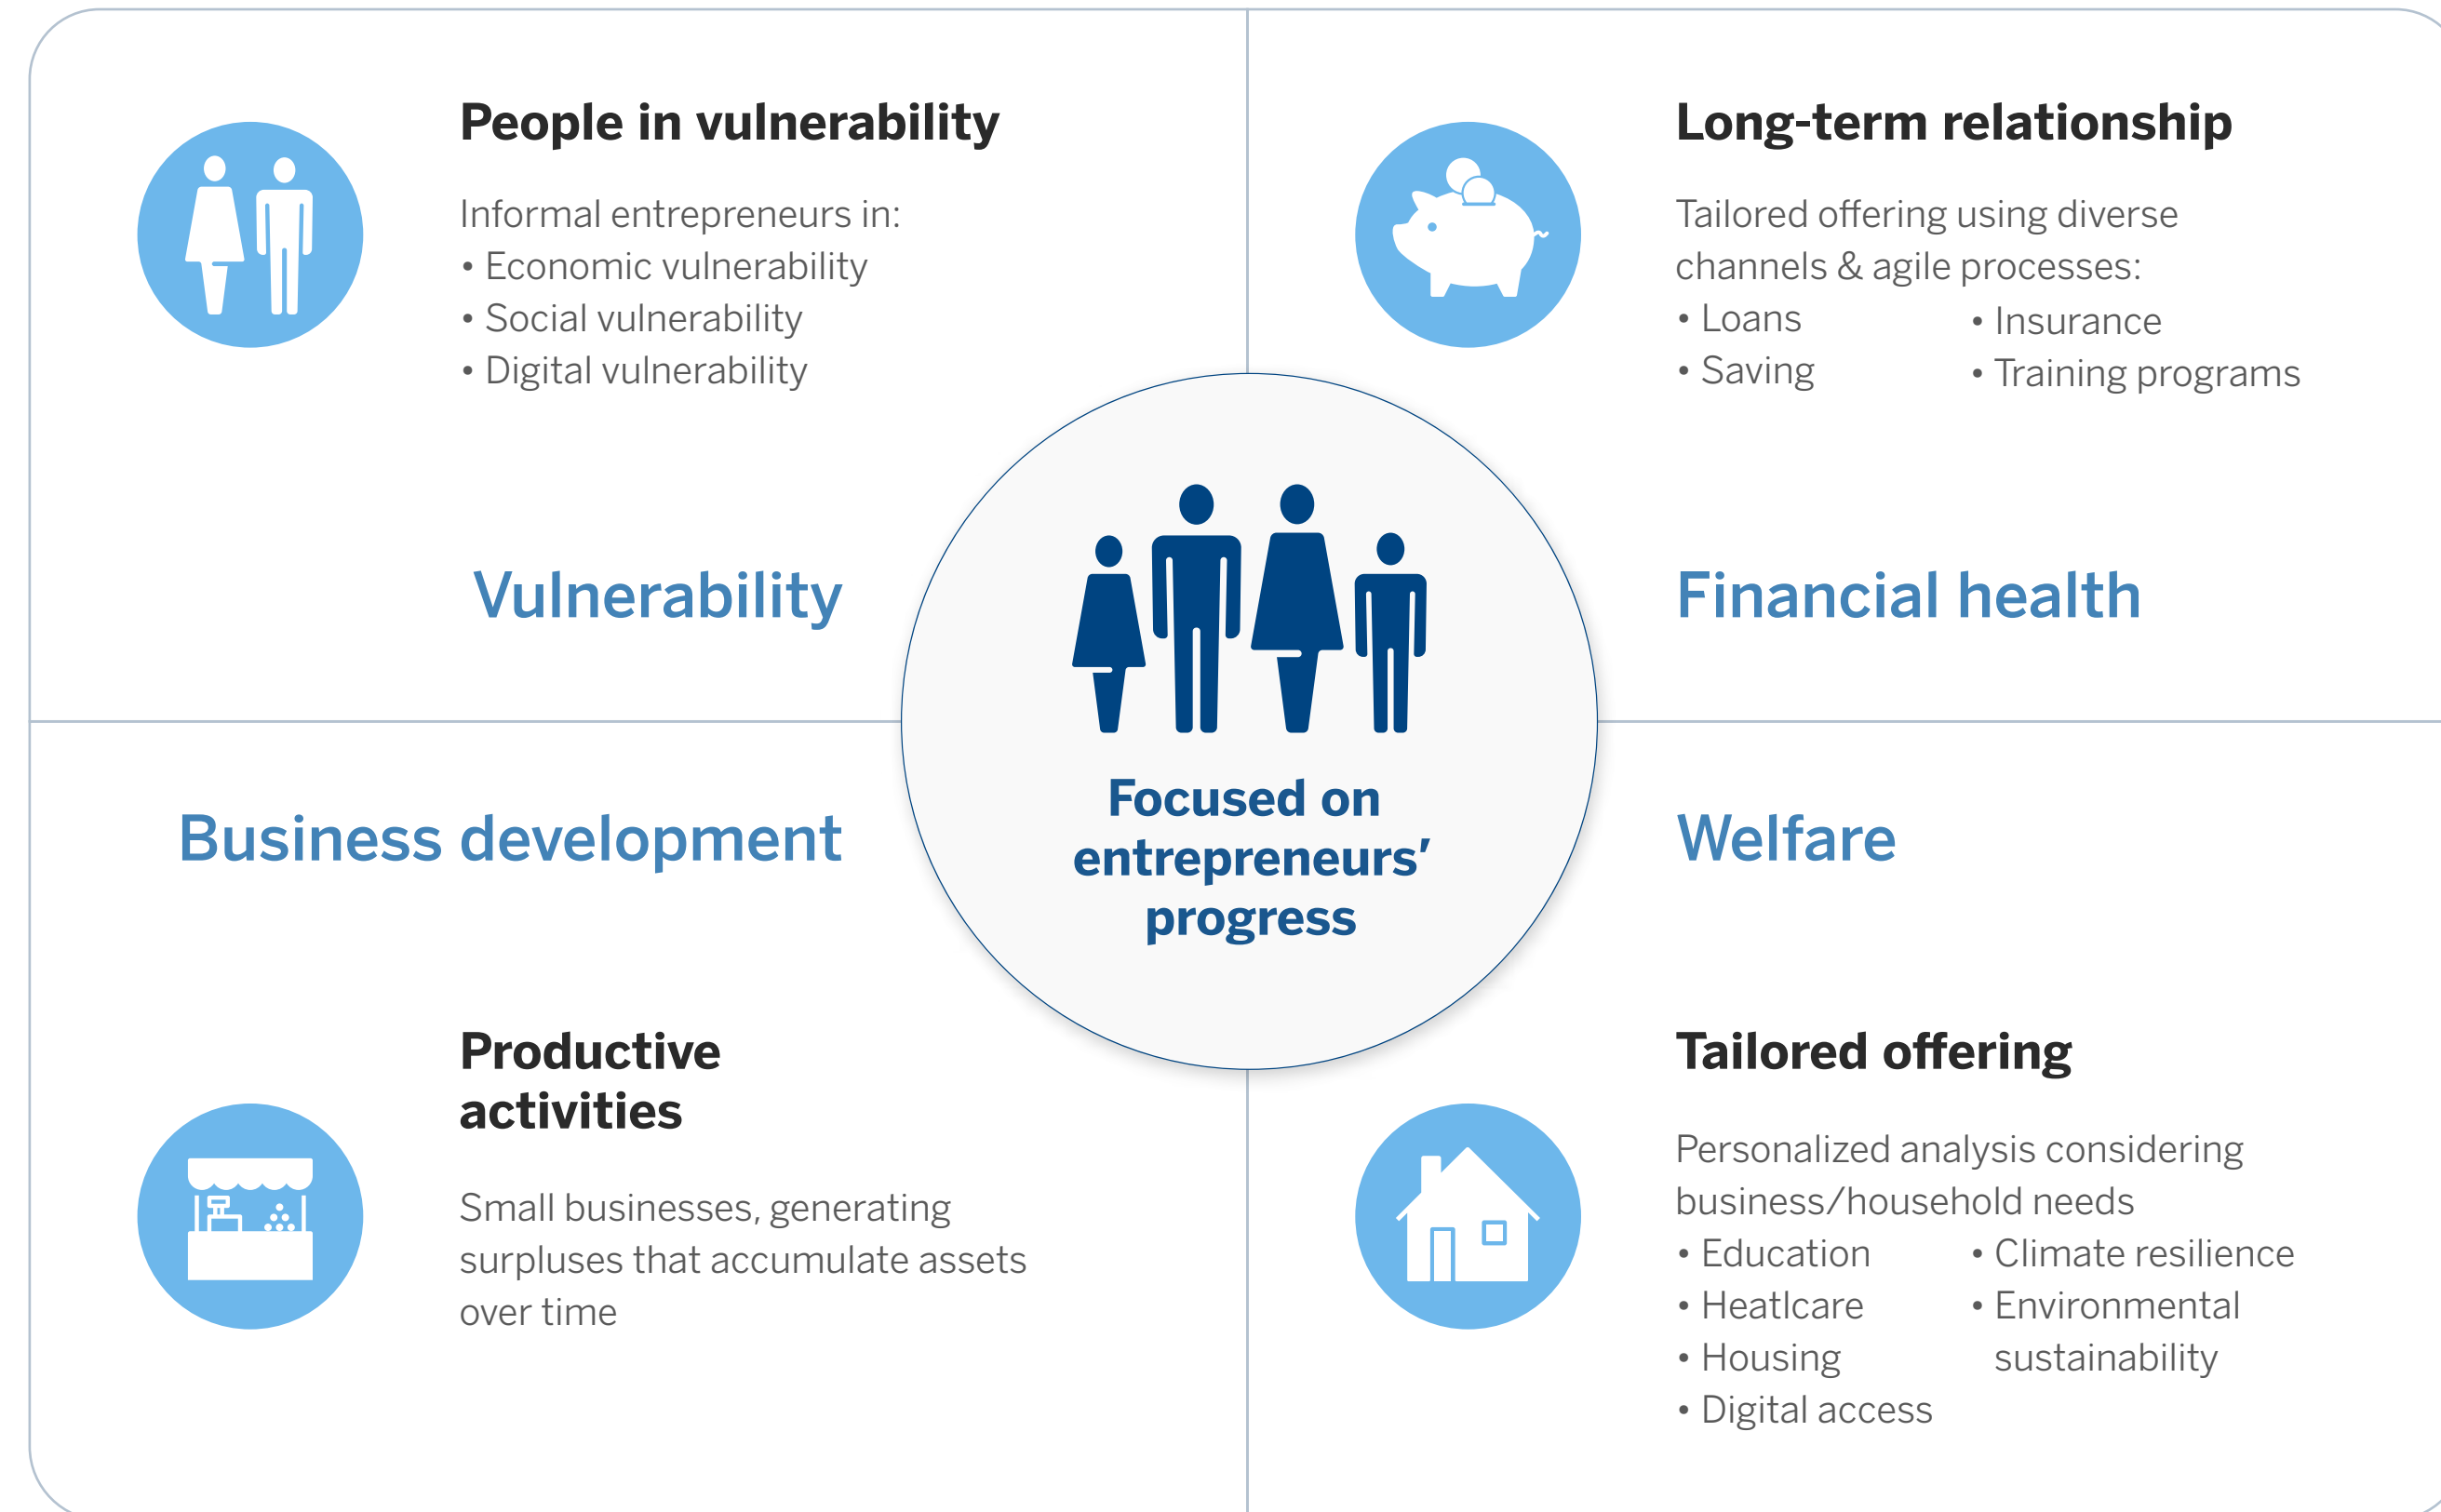 People in vulnerability
Informal entrepreneurs in:
• Economic vulnerability
• Social vulnerability
• Digital vulnerability
Vulnerability
Long-term relationship
Tailored offering using diverse
channels & agile processes:
• Loans
• Saving
• Insurance
• Training programs
Financial health
Focused on
entrepreneurs’
progress
Business development
Productive
activities
Small businesses, generating
surpluses that accumulate assets
over time
Welfare
Tailored offering
Personalized analysis considering
business/household needs
• Education
• Heatlcare
• Housing
• Digital access
• Climate resilience
• Environmental
sustainability